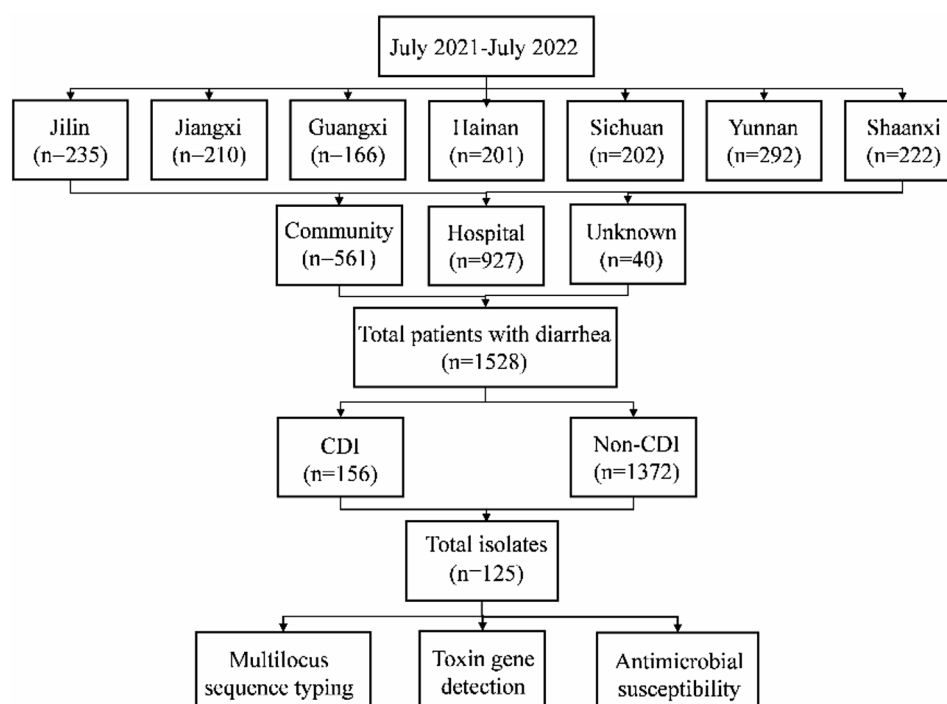 July 2021-July 2022
Jilin
(n=235)
Jiangxi
(n=210)
Guangxi
(n=166)
Hainan
(n=201)
Sichuan
(n=202)
Yunnan
(n=292)
Shaanxi
(n=222)
Community
(n=561)
Hospital
(n=927)
Unknown
(n=40)
Total patients with diarrhea
(n=1528)
CDI
(n=156)
Non-CDI
(n=1372)
Total isolates
(n=125)
Multilocus
sequence typing
Toxin gene
detection
Antimicrobial
susceptibility